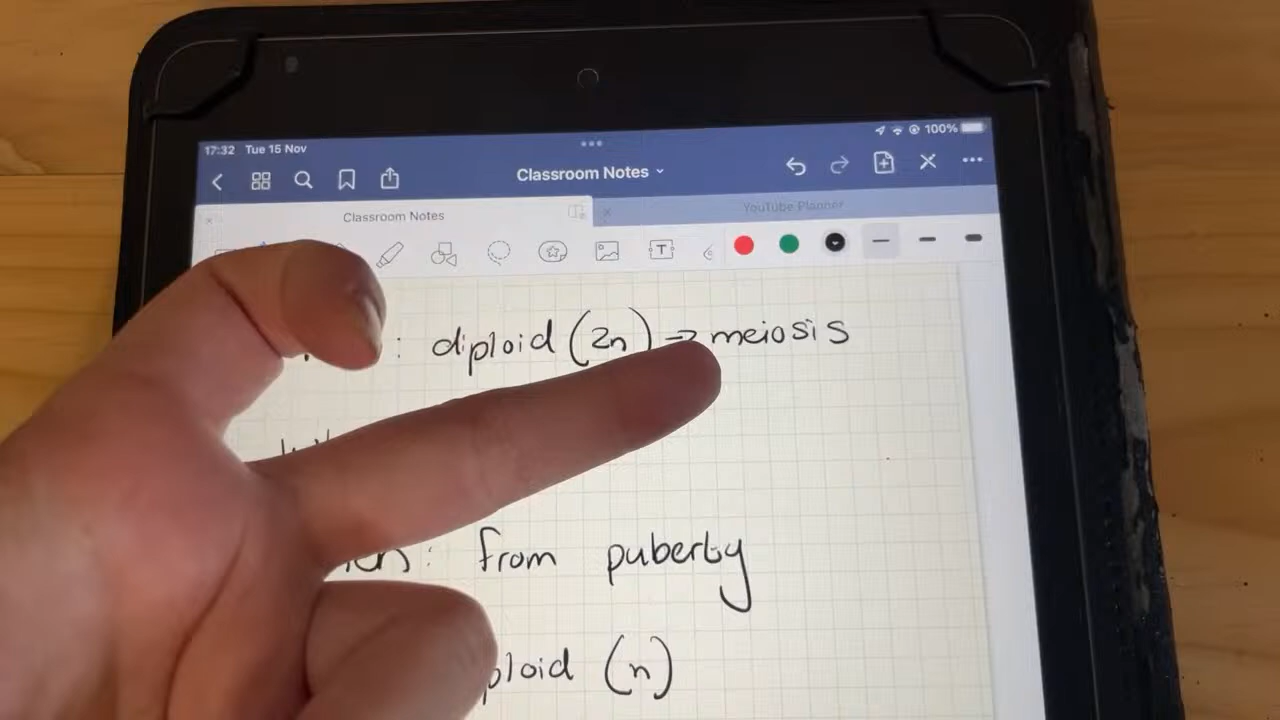 17:32 Tue 15 Nov
100%
Classroom Notes
Classroom Notes
YouTube Planner
T
: diploid (2n) → meiosis
: from puberty
ploid (n)